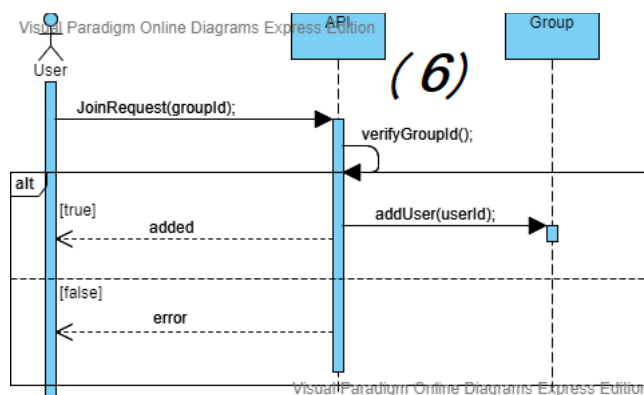 Visual Paradigm Online Diagrams Express Edition
API
Group
(6)
User
JoinRequest(groupId);
verifyGroupId();
alt
[true]
addUser(userId);
added
[false]
error
Visual Paradigm Online Diagrams Express Edition